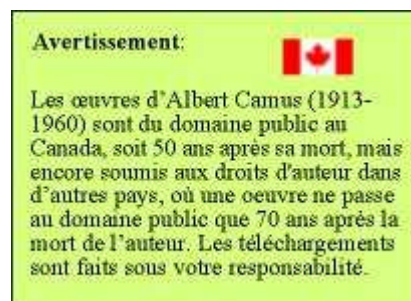 Avertissement:
Les œuvres d'Albert Camus (1913-
1960) sont du domaine public au
Canada, soit 50 ans après sa mort, mais
encore soumis aux droits d'auteur dans
d'autres pays, où une oeuvre ne passe
au domaine public que 70 ans après la
mort de l'auteur. Les téléchargements
sont faits sous votre responsabilité.